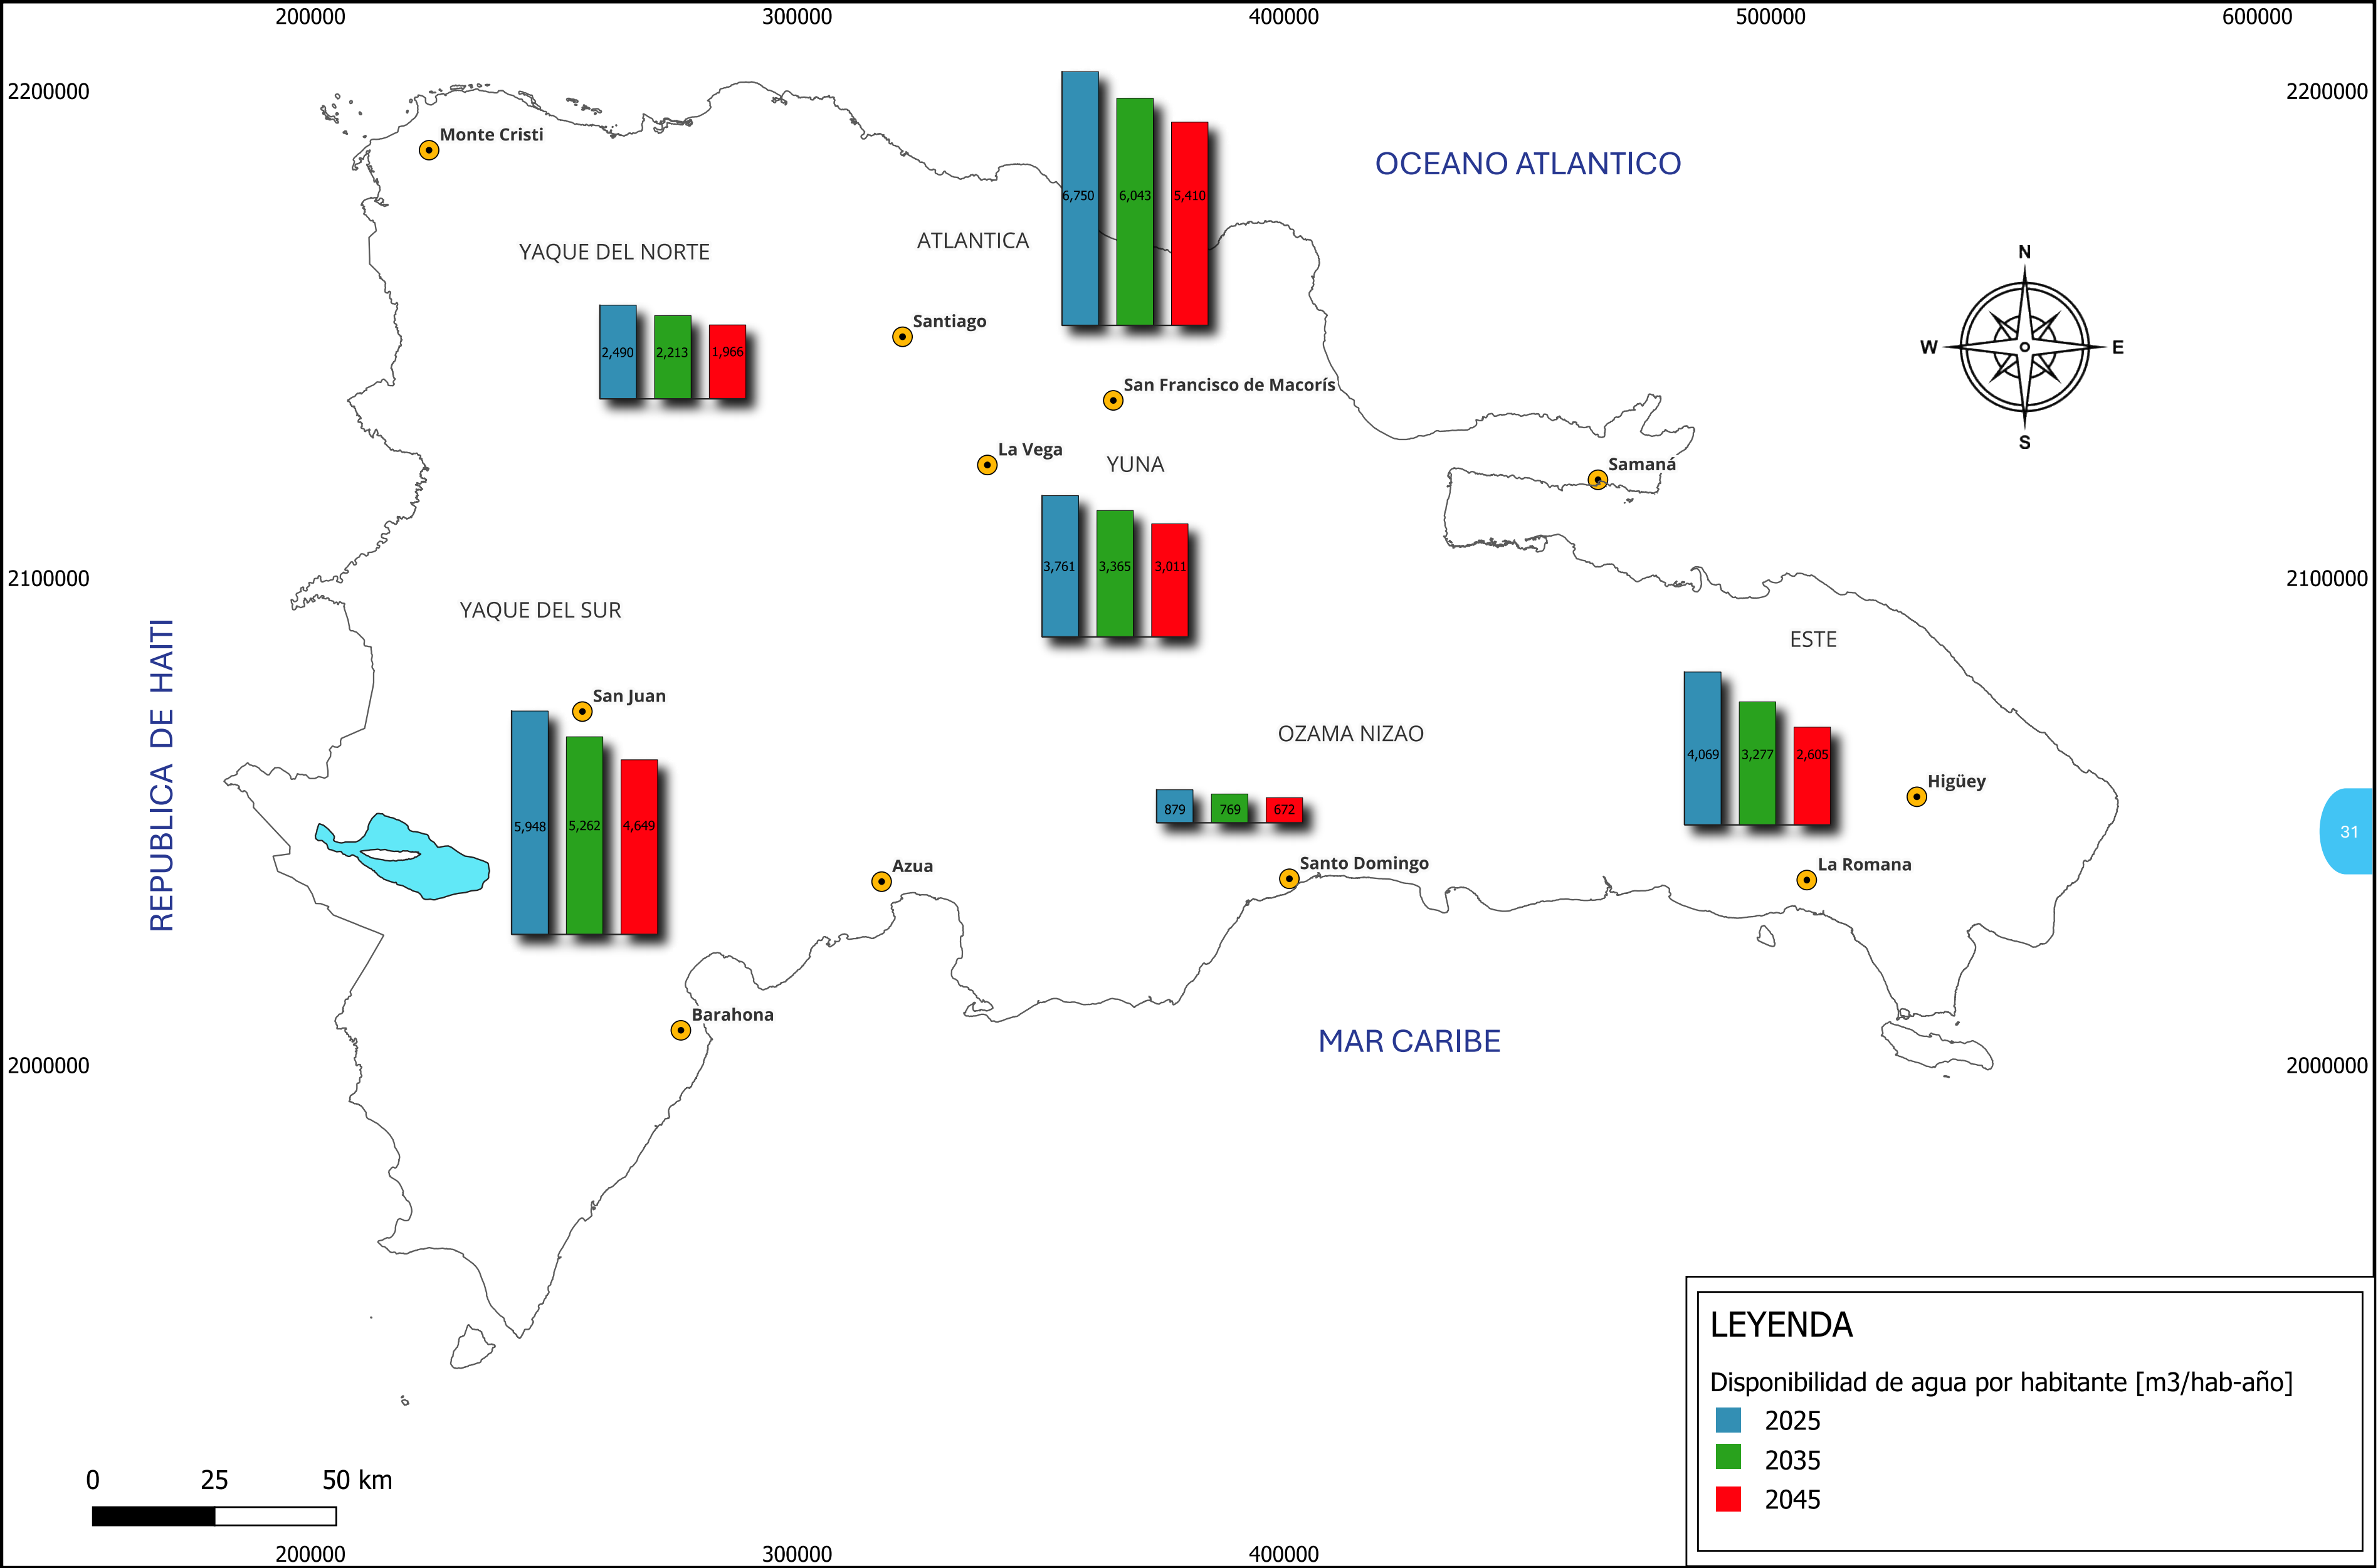 200000 300000 400000 500000 600000
2200000 2200000
Monte Cristi
OCEANO ATLANTICO
6,750 6,043 5,410
ATLANTICA
YAQUE DEL NORTE
N
W E
S
Santiago
2,490 2,213 1,966
San Francisco de Macorís
La Vega
YUNA
Samaná
3,761 3,365 3,011
2100000 2100000
YAQUE DEL SUR
REPUBLICA DE HAITI
ESTE
San Juan
OZAMA NIZAO
4,069 3,277 2,605
Higüey
879 769 672
5,948 5,262 4,649
31
Azua
Santo Domingo
La Romana
Barahona
MAR CARIBE
2000000 2000000
LEYENDA
Disponibilidad de agua por habitante [m3/hab-año]
2025
2035
2045
0 25 50 km
200000 300000 400000